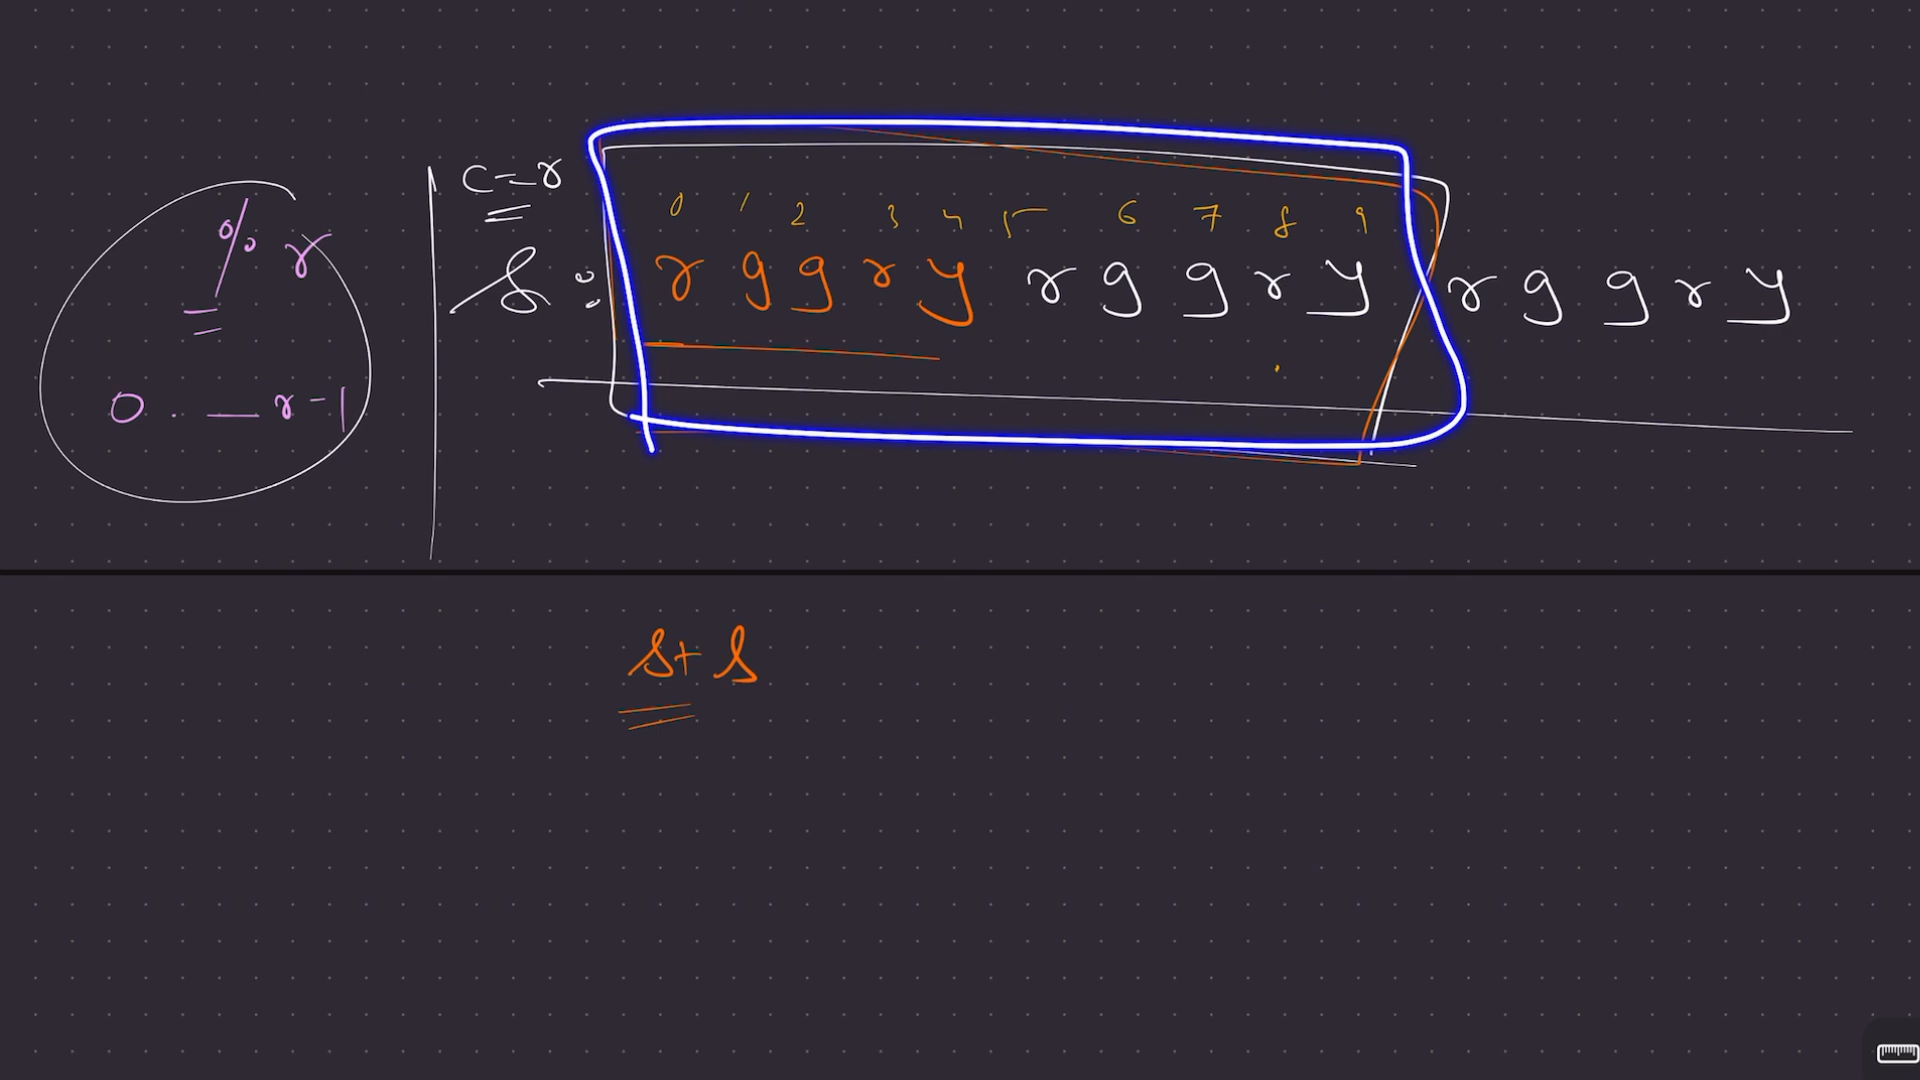 % r
0 . — r-1
c = r
0 1 2 3 4 5 6 7 8 9
s : r g g r y r g g r y r g g r y
s + s